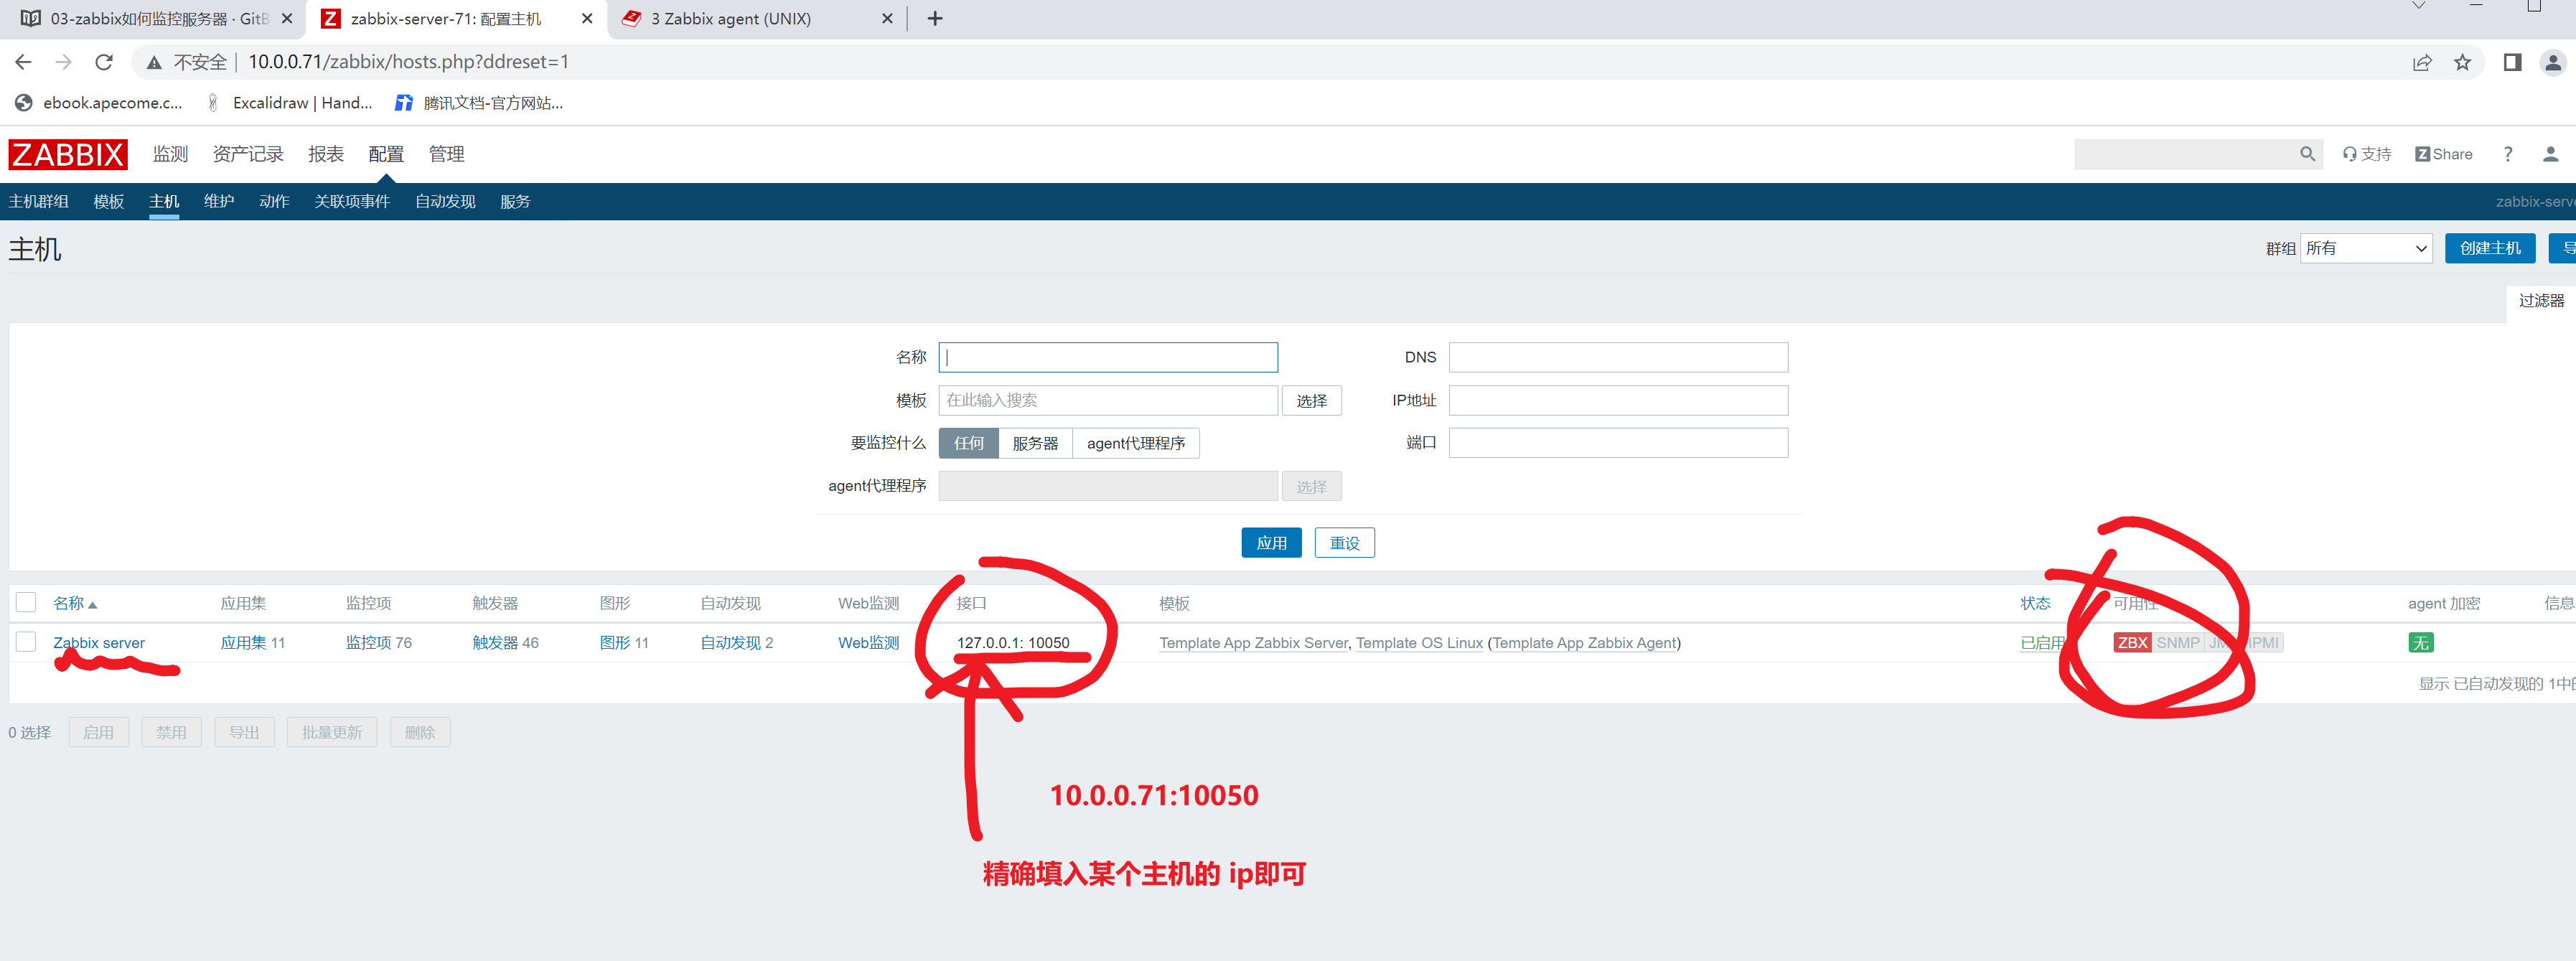 03-zabbix如何监控服务器 · GitB
zabbix-server-71: 配置主机
3 Zabbix agent (UNIX)
不安全 10.0.0.71/zabbix/hosts.php?ddreset=1
ebook.apecome.c... Excalidraw | Hand... 腾讯文档-官方网站...
ZABBIX 监测 资产记录 报表 配置 管理 支持 Z Share ?
主机群组 模板 主机 维护 动作 关联项事件 自动发现 服务 zabbix-serve
主机 群组 所有 创建主机 导
过滤器
名称 DNS
模板 在此输入搜索 选择 IP地址
要监控什么 任何 服务器 agent代理程序 端口
agent代理程序 选择
应用 重设
名称 应用集 监控项 触发器 图形 自动发现 Web监测 接口 模板 状态 可用性 agent 加密 信息
Zabbix server 应用集 11 监控项 76 触发器 46 图形 11 自动发现 2 Web监测 127.0.0.1: 10050 Template App Zabbix Server, Template OS Linux (Template App Zabbix Agent) 已启用 ZBX SNMP JM IPMI 无
显示 已自动发现的 1中的
0 选择 启用 禁用 导出 批量更新 删除
10.0.0.71:10050
精确填入某个主机的 ip即可